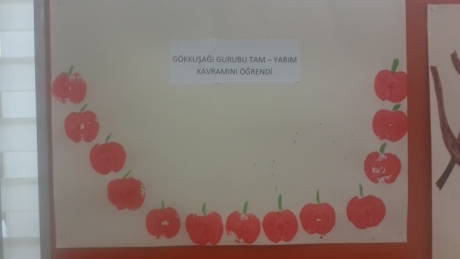 GÖKKUŞAĞI GURUBU TAM – YARIM
KAVRAMINI ÖĞRENDİ